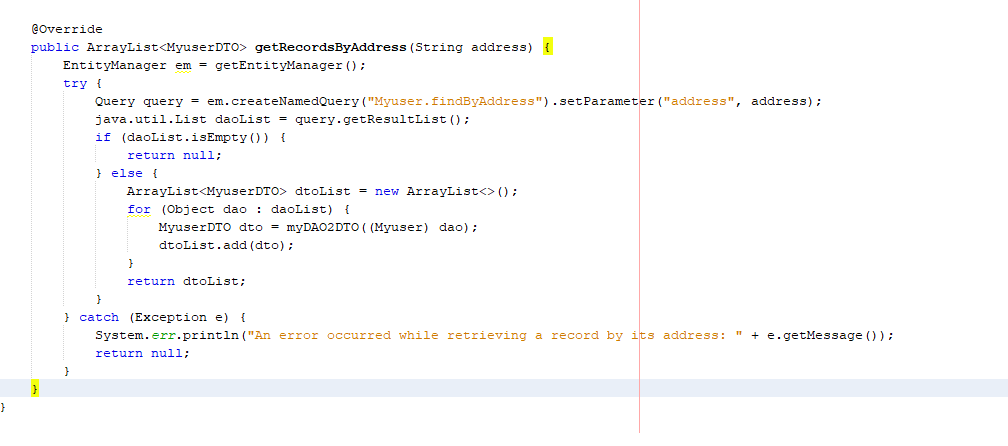 @Override
public ArrayList<MyuserDTO> getRecordsByAddress(String address) {
EntityManager em = getEntityManager();
try {
Query query = em.createNamedQuery("Myuser.findByAddress").setParameter("address", address);
java.util.List daoList = query.getResultList();
if (daoList.isEmpty()) {
return null;
} else {
ArrayList<MyuserDTO> dtoList = new ArrayList<>();
for (Object dao : daoList) {
MyuserDTO dto = myDAO2DTO((Myuser) dao);
dtoList.add(dto);
}
return dtoList;
}
} catch (Exception e) {
System.err.println("An error occurred while retrieving a record by its address: " + e.getMessage());
return null;
}
}
}